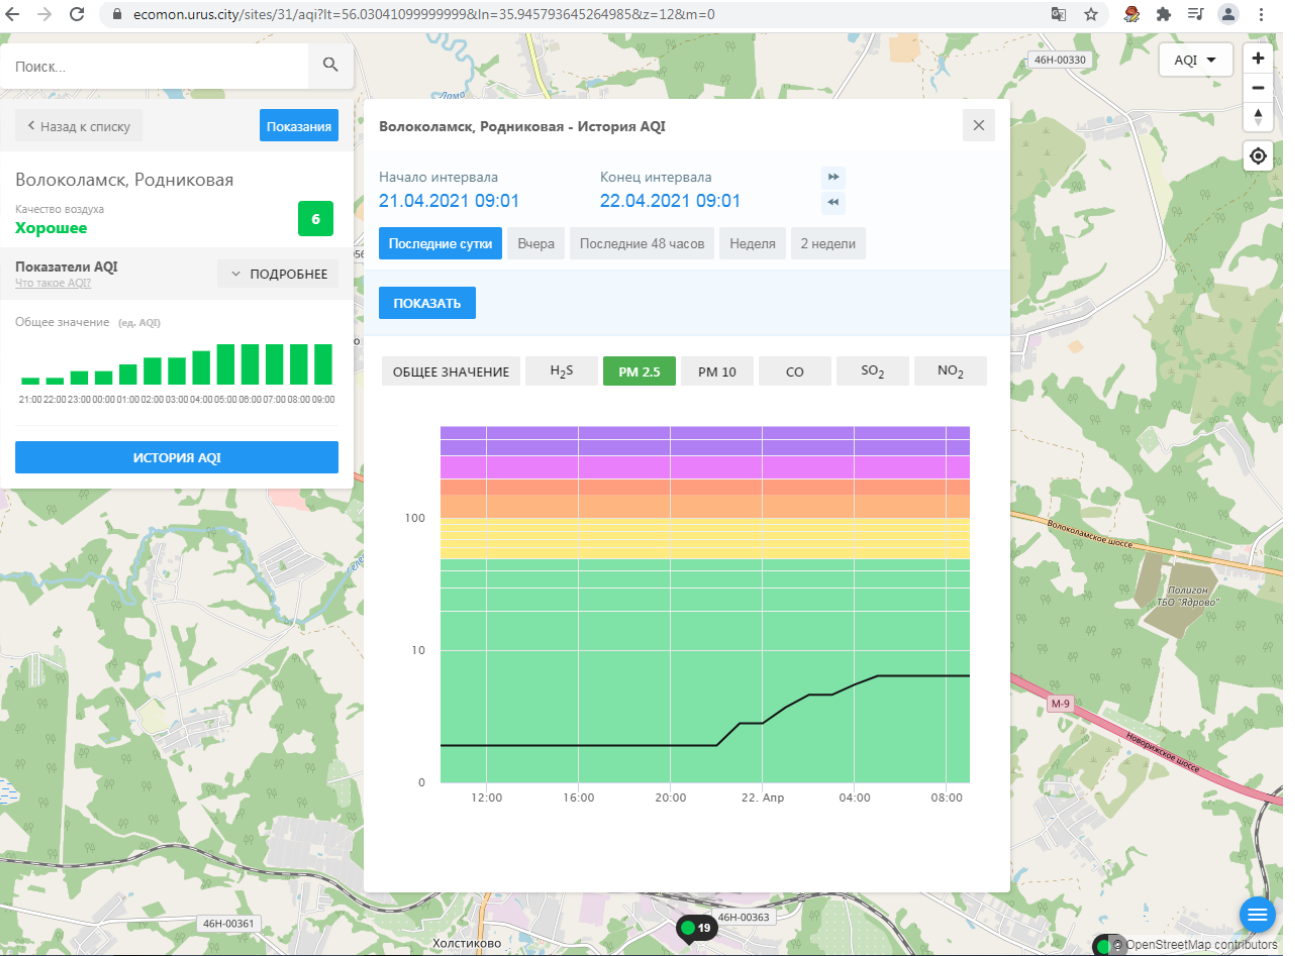 ecomon.urus.city/sites/31/aqi?lt=56.03041099999999&ln=35.945793645264985&z=12&m=0
Поиск...
46Н-00330
AQI
Назад к списку
Показания
Волоколамск, Родниковая - История AQI
Волоколамск, Родниковая
Качество воздуха
Хорошее
6
Начало интервала
Конец интервала
21.04.2021 09:01
22.04.2021 09:01
Последние сутки
Вчера
Последние 48 часов
Неделя
2 недели
Показатели AQI
Что такое AQI?
ПОДРОБНЕЕ
ПОКАЗАТЬ
Общее значение (ед. AQI)
21:00 22:00 23:00 00:00 01:00 02:00 03:00 04:00 05:00 06:00 07:00 08:00 09:00
ИСТОРИЯ AQI
ОБЩЕЕ ЗНАЧЕНИЕ
H₂S
PM 2.5
PM 10
CO
SO₂
NO₂
100
10
0
12:00
16:00
20:00
22. Апр
04:00
08:00
Волоколамское шоссе
Полигон
ТБО "Ядрово"
М-9
Новорижское шоссе
Лама
46Н-00361
46Н-00363
19
Холстиково
© OpenStreetMap contributors